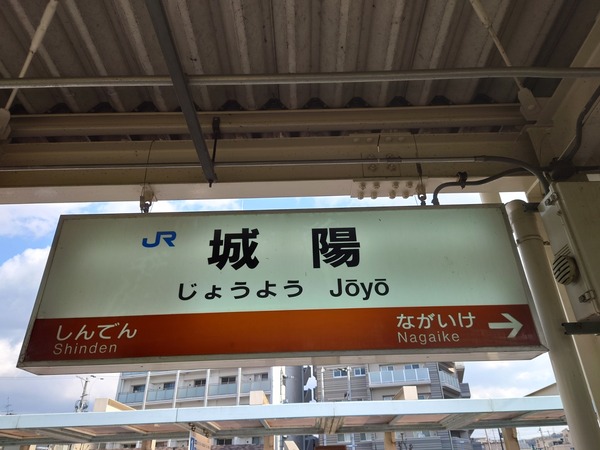 JR 城陽
じょうよう Jōyō
しんでん ながいけ →
Shinden Nagaike